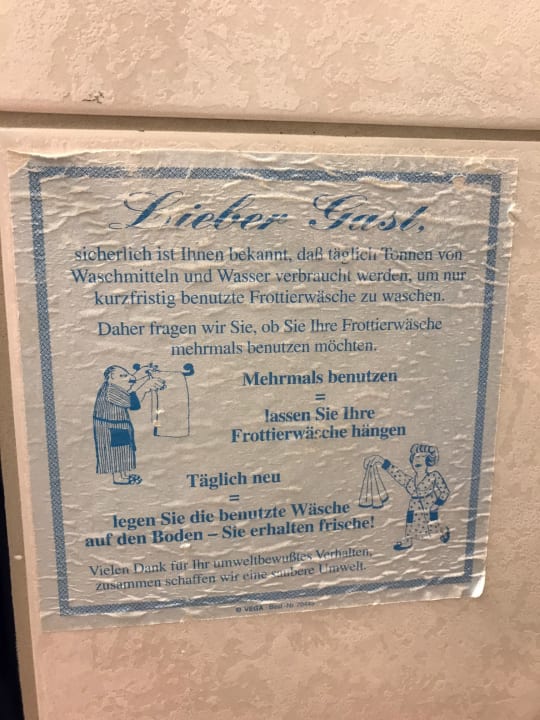 Lieber Gast,
sicherlich ist Ihnen bekannt, daß täglich Tonnen von
Waschmitteln und Wasser verbraucht werden, um nur
kurzfristig benutzte Frottierwäsche zu waschen.
Daher fragen wir Sie, ob Sie Ihre Frottierwäsche
mehrmals benutzen möchten.
Mehrmals benutzen
=
lassen Sie Ihre
Frottierwäsche hängen
Täglich neu
=
legen Sie die benutzte Wäsche
auf den Boden – Sie erhalten frische!
Vielen Dank für Ihr umweltbewußtes Verhalten,
zusammen schaffen wir eine saubere Umwelt.
© VEGA Best.-Nr.